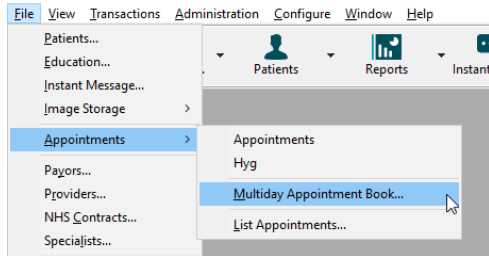 File View Transactions Administration Configure Window Help
Patients...
Education...
Instant Message...
Image Storage
Appointments
Payors...
Providers...
NHS Contracts...
Specialists...
Patients Reports Instant
Appointments
Hyg
Multiday Appointment Book...
List Appointments...